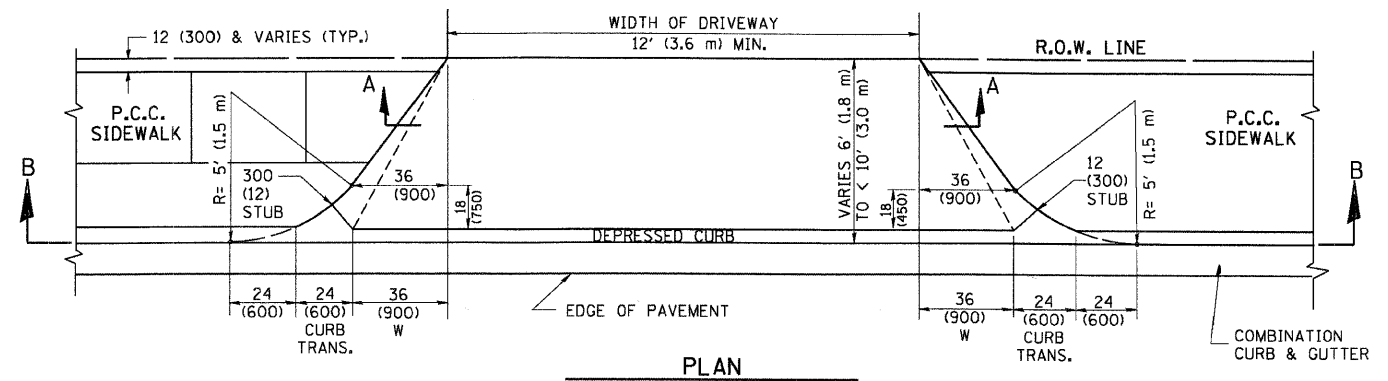 WIDTH OF DRIVEWAY
12' (3.6 m) MIN.
12 (300) & VARIES (TYP.)
R.O.W. LINE
A
A
P.C.C.
SIDEWALK
P.C.C.
SIDEWALK
R= 5' (1.5 m)
VARIES 6' (1.8 m)
TO < 10' (3.0 m)
R= 5' (1.5 m)
B
B
300
(12)
STUB
36
(900)
18
(750)
36
(900)
18
(450)
12
(300)
STUB
DEPRESSED CURB
24
(600)
24
(600)
CURB
TRANS.
36
(900)
W
EDGE OF PAVEMENT
36
(900)
W
24
(600)
CURB
TRANS.
24
(600)
COMBINATION
CURB & GUTTER
PLAN